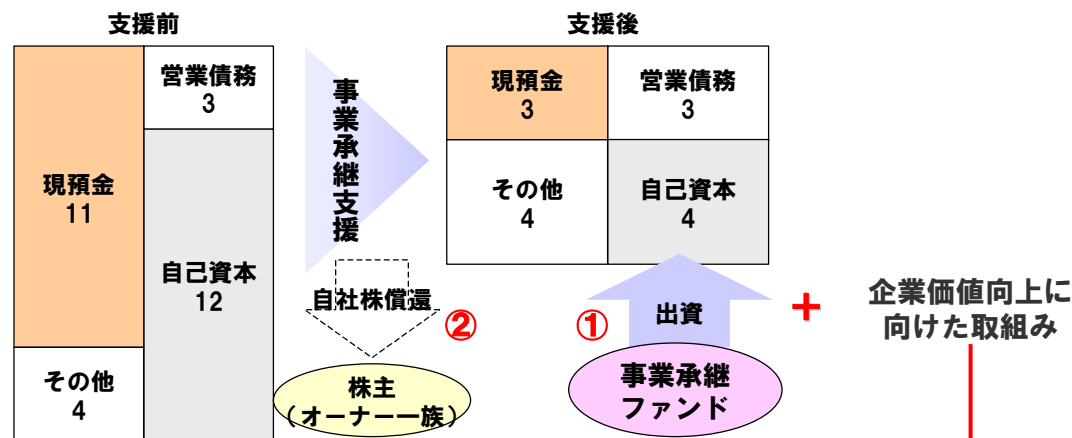 支援前
支援後
現預金
11
営業債務
3
自己資本
12
その他
4
事業承継支援
現預金
3
営業債務
3
その他
4
自己資本
4
自社株償還
②
①
出資
株主
（オーナー一族）
事業承継
ファンド
+
企業価値向上に
向けた取組み